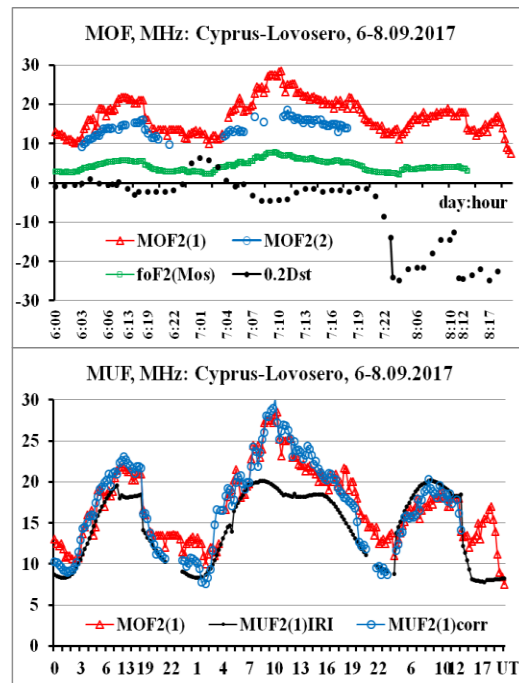 MOF, MHz: Cyprus-Lovosero, 6-8.09.2017
30
20
10
0
-10
-20
-30
day:hour
MOF2(1)
MOF2(2)
foF2(Mos)
0.2Dst
6:00 6:03 6:06 6:13 6:19 6:22 7:01 7:04 7:07 7:10 7:13 7:16 7:19 7:22 8:06 8:10 8:12 8:17
MUF, MHz: Cyprus-Lovosero, 6-8.09.2017
30
25
20
15
10
5
0
0 3 6 13 19 22 1 4 7 10 13 16 19 22 6 10 12 17 UT
MOF2(1)
MUF2(1)IRI
MUF2(1)corr